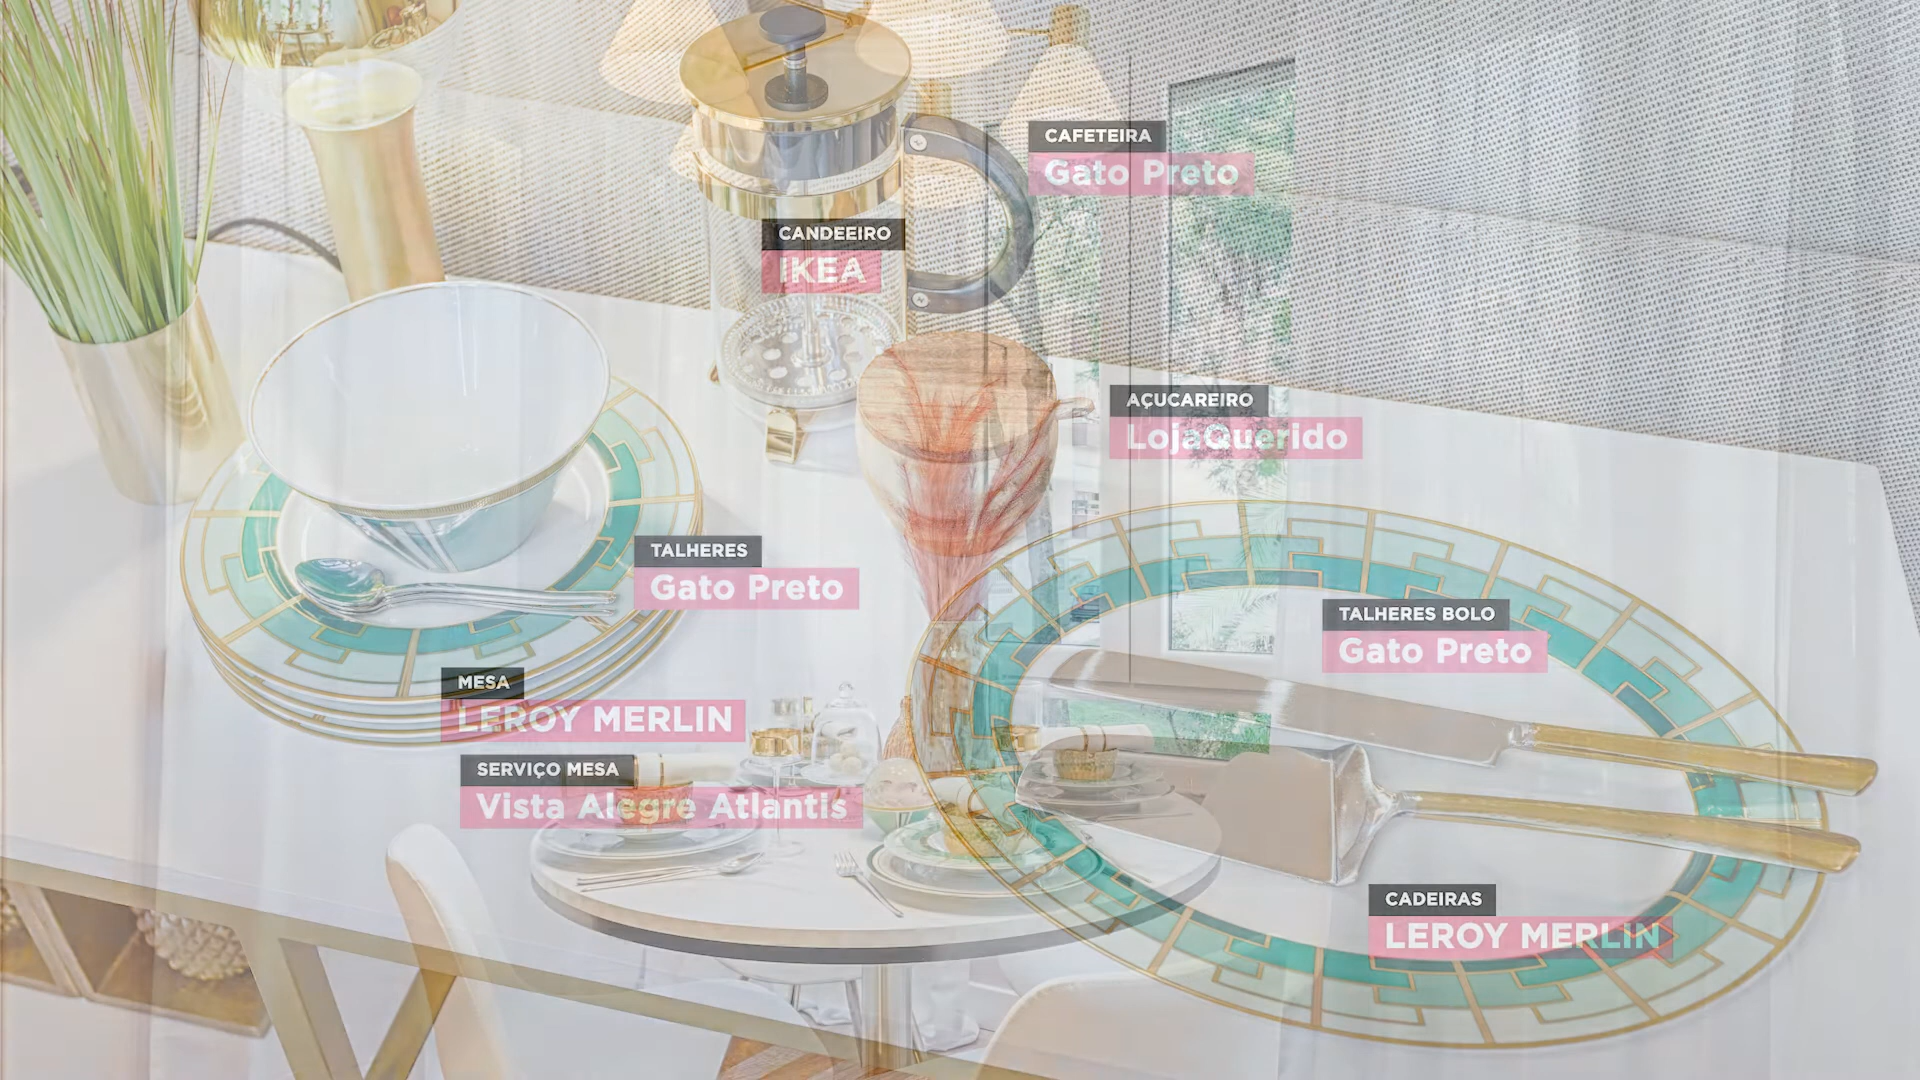 CAFETEIRA
Gato Preto
CANDEEIRO
IKEA
AÇUCAREIRO
LojaQuerido
TALHERES
Gato Preto
TALHERES BOLO
Gato Preto
MESA
LEROY MERLIN
SERVIÇO MESA
Vista Alegre Atlantis
CADEIRAS
LEROY MERLIN